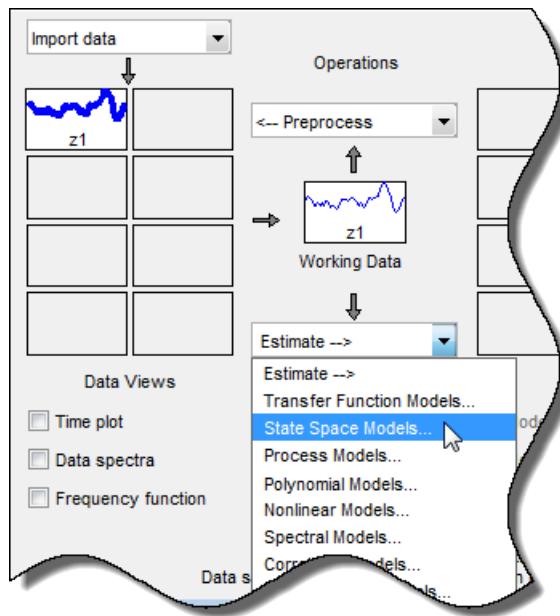 Import data
Operations
z1
<-- Preprocess
z1
Working Data
Estimate -->
Data Views
Time plot
Data spectra
Frequency function
Estimate -->
Transfer Function Models...
State Space Models...
Process Models...
Polynomial Models...
Nonlinear Models...
Spectral Models...
Data s